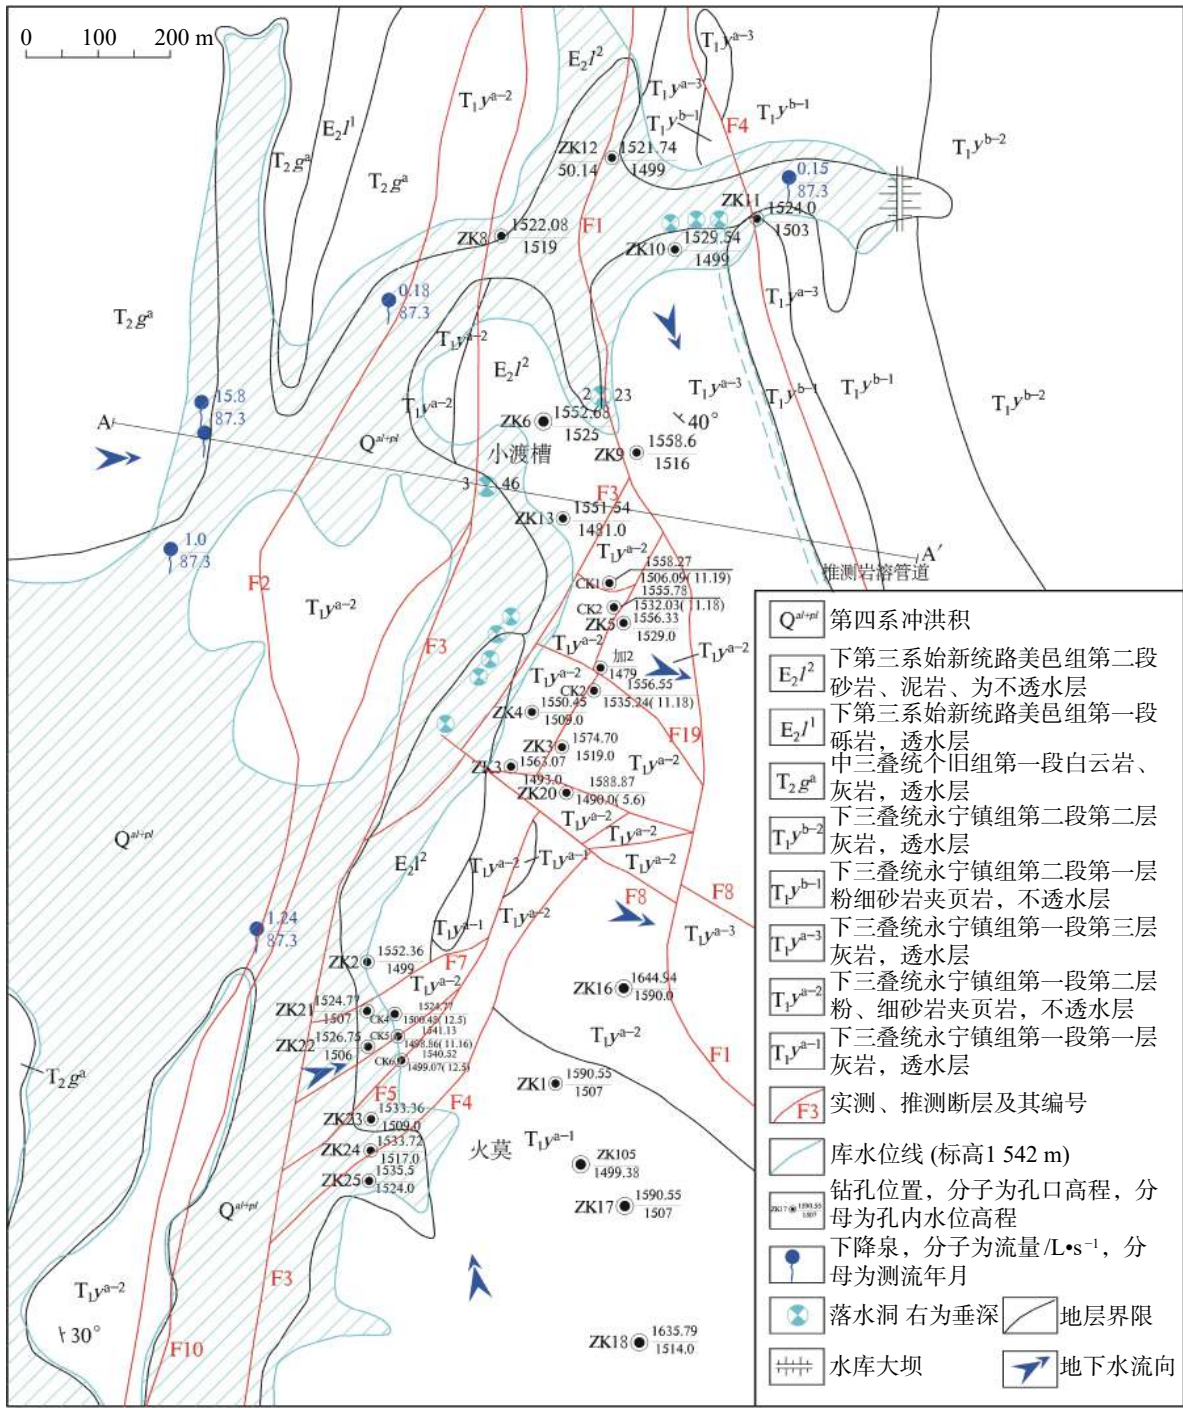 0 100 200 m
T₁yᵃ⁻³
E₂l²
T₁yᵃ⁻²
T₁yᵃ⁻³
T₁yᵇ⁻¹
T₁yᵇ⁻¹
F4
E₂l¹
T₂gᵃ
T₂gᵃ
T₁yᵇ⁻²
ZK12 1521.74
50.14 1499
0.15
87.3
ZK11 1524.0
1503
ZK8 1522.08
1519
F1
ZK10 1529.54
1499
0.18
87.3
T₂gᵃ
T₁yᵃ⁻³
T₁yᵃ⁻²
E₂l²
T₁yᵃ⁻²
T₁yᵃ⁻³
T₁yᵇ⁻¹
T₁yᵇ⁻¹
T₁yᵇ⁻²
15.8
87.3
2 23
A
ZK6 1552.68
1525
40°
Qᵃˡ⁺ᵖˡ
小渡槽
ZK9 1558.6
1516
3 46
F3
ZK13 1551.54
1481.0
1.0
87.3
T₁yᵃ⁻²
A′
推测岩溶管道
1558.27
CK1 1506.09(11.19)
1555.78
CK2 1532.03(11.18)
ZK5 1556.33
1529.0
F2
T₁yᵃ⁻²
F3
T₁yᵃ⁻²
加2
1479
T₁yᵃ⁻²
T₁yᵃ⁻²
T₁yᵃ⁻²
CK2 1556.55
1535.24(11.18)
ZK4 1550.45
1509.0
F19
ZK3 1574.70
1519.0
ZK3 1563.07
1493.0
T₁yᵃ⁻²
ZK20 1588.87
1490.0(5.6)
Qᵃˡ⁺ᵖˡ
T₁yᵃ⁻²
T₁yᵃ⁻²
E₂l²
T₁yᵃ⁻²
T₁yᵃ⁻¹
T₁yᵃ⁻²
F8
F8
1.24
87.3
T₁yᵃ⁻¹
T₁yᵃ⁻²
T₁yᵃ⁻³
ZK2 1552.36
1499
F7
T₁yᵃ⁻²
ZK16 1644.94
1590.0
ZK21 1524.77
1507
CK4 1524.77
1500.45(12.5)
ZK22 1526.75
1506
CK5 1541.13
1498.86(11.16)
CK6 1540.52
1499.07(12.5)
T₁yᵃ⁻²
F1
T₂gᵃ
ZK1 1590.55
1507
F5
F4
ZK23 1533.36
1509.0
ZK24 1533.72
1517.0
火莫
T₁yᵃ⁻¹
ZK105
1499.38
ZK25 1535.5
1524.0
ZK17 1590.55
1507
Qᵃˡ⁺ᵖˡ
F3
T₁yᵃ⁻²
30°
F10
ZK18 1635.79
1514.0
Qᵃˡ⁺ᵖˡ 第四系冲洪积
E₂l² 下第三系始新统路美邑组第二段
砂岩、泥岩、为不透水层
E₂l¹ 下第三系始新统路美邑组第一段
砾岩，透水层
T₂gᵃ 中三叠统个旧组第一段白云岩、
灰岩，透水层
T₁yᵇ⁻² 下三叠统永宁镇组第二段第二层
灰岩，透水层
T₁yᵇ⁻¹ 下三叠统永宁镇组第二段第一层
粉细砂岩夹页岩，不透水层
T₁yᵃ⁻³ 下三叠统永宁镇组第一段第三层
灰岩，透水层
T₁yᵃ⁻² 下三叠统永宁镇组第一段第二层
粉、细砂岩夹页岩，不透水层
T₁yᵃ⁻¹ 下三叠统永宁镇组第一段第一层
灰岩，透水层
F3 实测、推测断层及其编号
库水位线 (标高1 542 m)
ZK17 1590.55
1507
钻孔位置，分子为孔口高程，分
母为孔内水位高程
下降泉，分子为流量/L•s⁻¹，分
母为测流年月
落水洞 右为垂深 地层界限
水库大坝 地下水流向